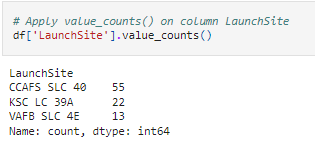 # Apply value_counts() on column LaunchSite
df['LaunchSite'].value_counts()
LaunchSite
CCAFS SLC 40    55
KSC LC 39A      22
VAFB SLC 4E     13
Name: count, dtype: int64